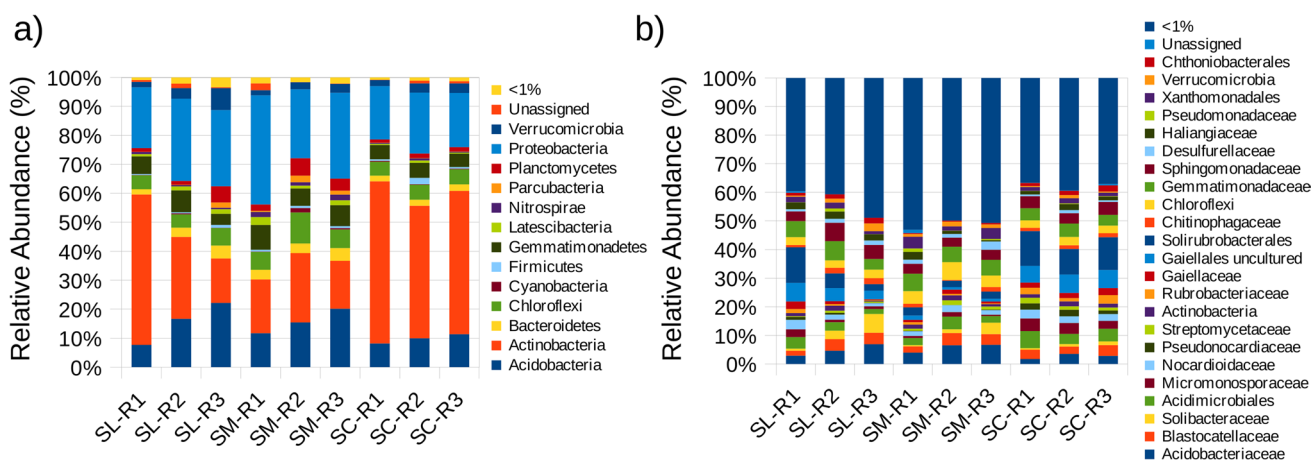 a)
Relative Abundance (%)
100%
90%
80%
70%
60%
50%
40%
30%
20%
10%
0%
SL-R1
SL-R2
SL-R3
SM-R1
SM-R2
SM-R3
SC-R1
SC-R2
SC-R3
<1%
Unassigned
Verrucomicrobia
Proteobacteria
Planctomycetes
Parcubacteria
Nitrospirae
Latescibacteria
Gemmatimonadetes
Firmicutes
Cyanobacteria
Chloroflexi
Bacteroidetes
Actinobacteria
Acidobacteria
b)
Relative Abundance (%)
100%
90%
80%
70%
60%
50%
40%
30%
20%
10%
0%
SL-R1
SL-R2
SL-R3
SM-R1
SM-R2
SM-R3
SC-R1
SC-R2
SC-R3
<1%
Unassigned
Chthoniobacterales
Verrucomicrobia
Xanthomonadales
Pseudomonadaceae
Haliangiaceae
Desulfurellaceae
Sphingomonadaceae
Gemmatimonadaceae
Chloroflexi
Chitinophagaceae
Solirubrobacterales
Gaiellales uncultured
Gaiellaceae
Rubrobacteriaceae
Actinobacteria
Streptomycetaceae
Pseudonocardiaceae
Nocardioidaceae
Micromonosporaceae
Acidimicrobiales
Solibacteraceae
Blastocatellaceae
Acidobacteriaceae